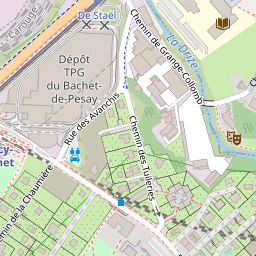 De Staël
Carouge
La Drize
Chemin de Grange-Collomb
Dépôt
TPG
du Bachet-
de-Pesay
Rue des Avanchis
Chemin des Tuileries
Chemin de la Chaumière